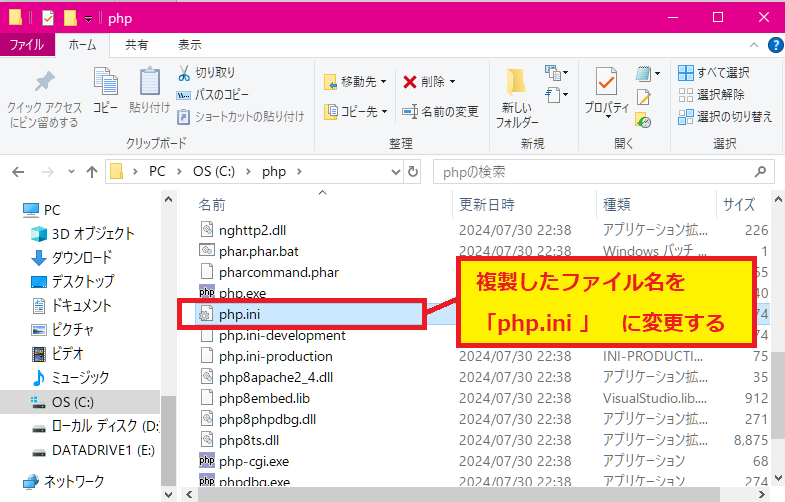 php
ファイル ホーム 共有 表示
クイック アクセス
にピン留めする
コピー
貼り付け
切り取り
パスのコピー
ショートカットの貼り付け
クリップボード
移動先
コピー先
削除
名前の変更
整理
新しい
フォルダー
新規
プロパティ
開く
すべて選択
選択解除
選択の切り替え
選択
PC OS (C:) php
phpの検索
PC
3D オブジェクト
ダウンロード
デスクトップ
ドキュメント
ピクチャ
ビデオ
ミュージック
OS (C:)
ローカル ディスク (D:
DATADRIVE1 (E:)
ネットワーク
名前 更新日時 種類 サイズ
nghttp2.dll 2024/07/30 22:38 アプリケーション拡... 226
phar.phar.bat 2024/07/30 22:38 Windows バッチ 1
pharcommand.phar
php.exe
php.ini
php.ini-development
php.ini-production 2024/07/30 22:38 INI-PRODUCTI... 75
php8apache2_4.dll 2024/07/30 22:38 アプリケーション拡... 35
php8embed.lib 2024/07/30 22:38 VisualStudio.lib.... 912
php8phpdbg.dll 2024/07/30 22:38 アプリケーション拡... 271
php8ts.dll 2024/07/30 22:38 アプリケーション拡... 8,875
php-cgi.exe 2024/07/30 22:38 アプリケーション 68
phpdbg.exe 2024/07/30 22:38 アプリケーション 274
複製したファイル名を
「php.ini 」 に変更する